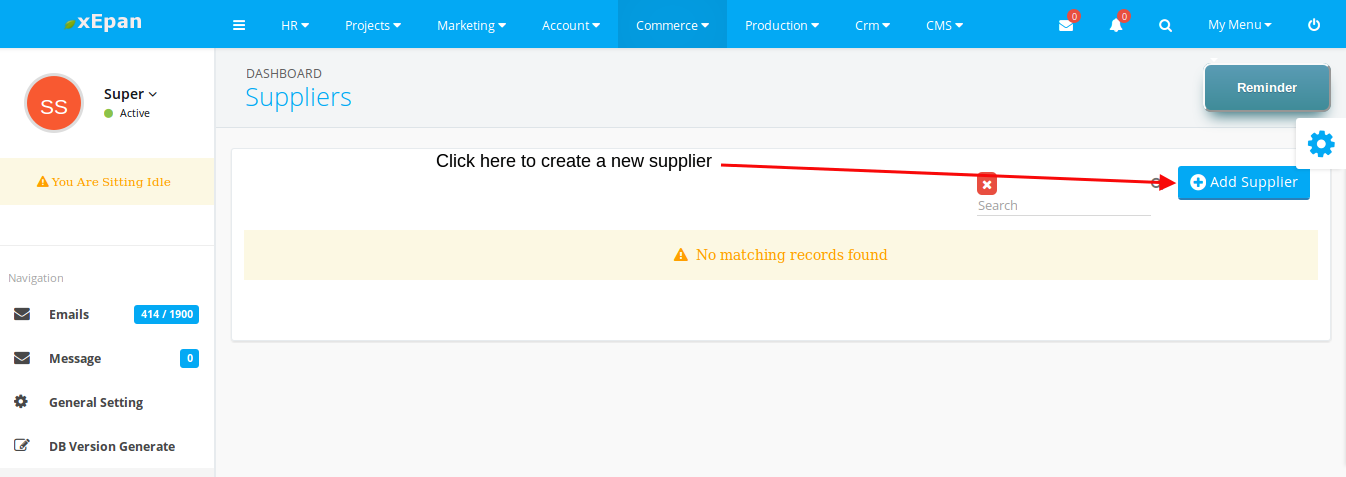 xEpan
HR
Projects
Marketing
Account
Commerce
Production
Crm
CMS
0
0
My Menu
SS
Super
Active
DASHBOARD
Suppliers
Reminder
You Are Sitting Idle
Click here to create a new supplier
Add Supplier
Search
No matching records found
Navigation
Emails 414 / 1900
Message 0
General Setting
DB Version Generate